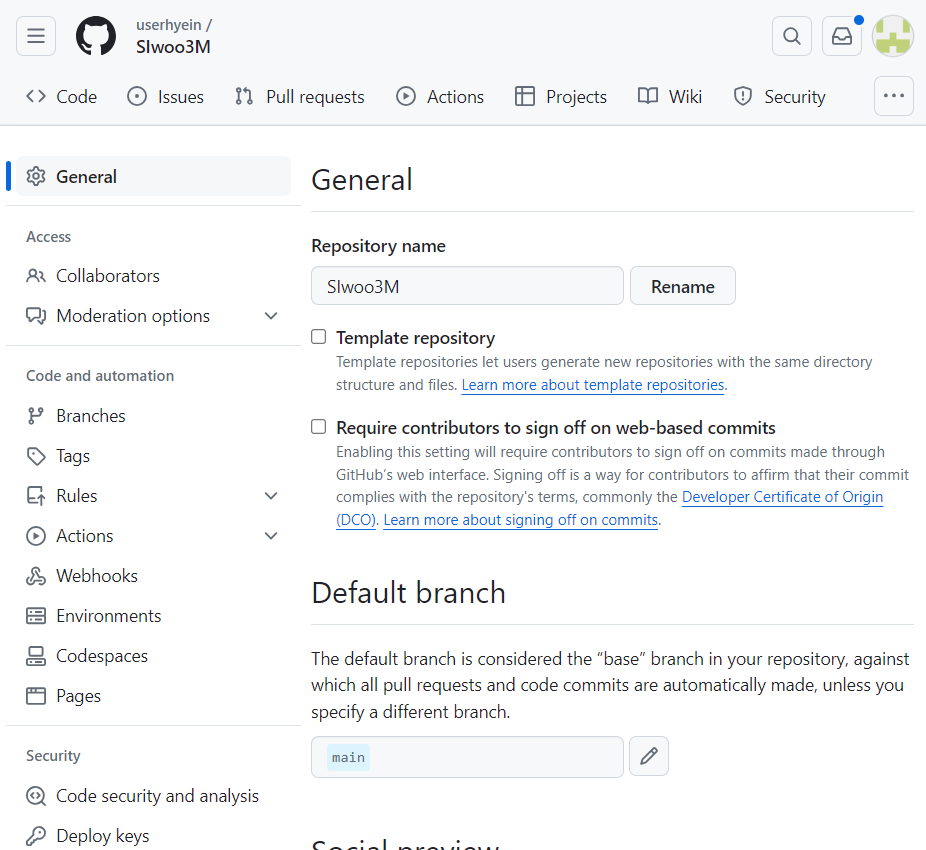 userhyein /
SIwoo3M
Code
Issues
Pull requests
Actions
Projects
Wiki
Security
General
Access
Collaborators
Moderation options
Code and automation
Branches
Tags
Rules
Actions
Webhooks
Environments
Codespaces
Pages
Security
Code security and analysis
Deploy keys
General
Repository name
SIwoo3M
Rename
Template repository
Template repositories let users generate new repositories with the same directory
structure and files. Learn more about template repositories.
Require contributors to sign off on web-based commits
Enabling this setting will require contributors to sign off on commits made through
GitHub’s web interface. Signing off is a way for contributors to affirm that their commit
complies with the repository's terms, commonly the Developer Certificate of Origin
(DCO). Learn more about signing off on commits.
Default branch
The default branch is considered the “base” branch in your repository, against
which all pull requests and code commits are automatically made, unless you
specify a different branch.
main
Social preview